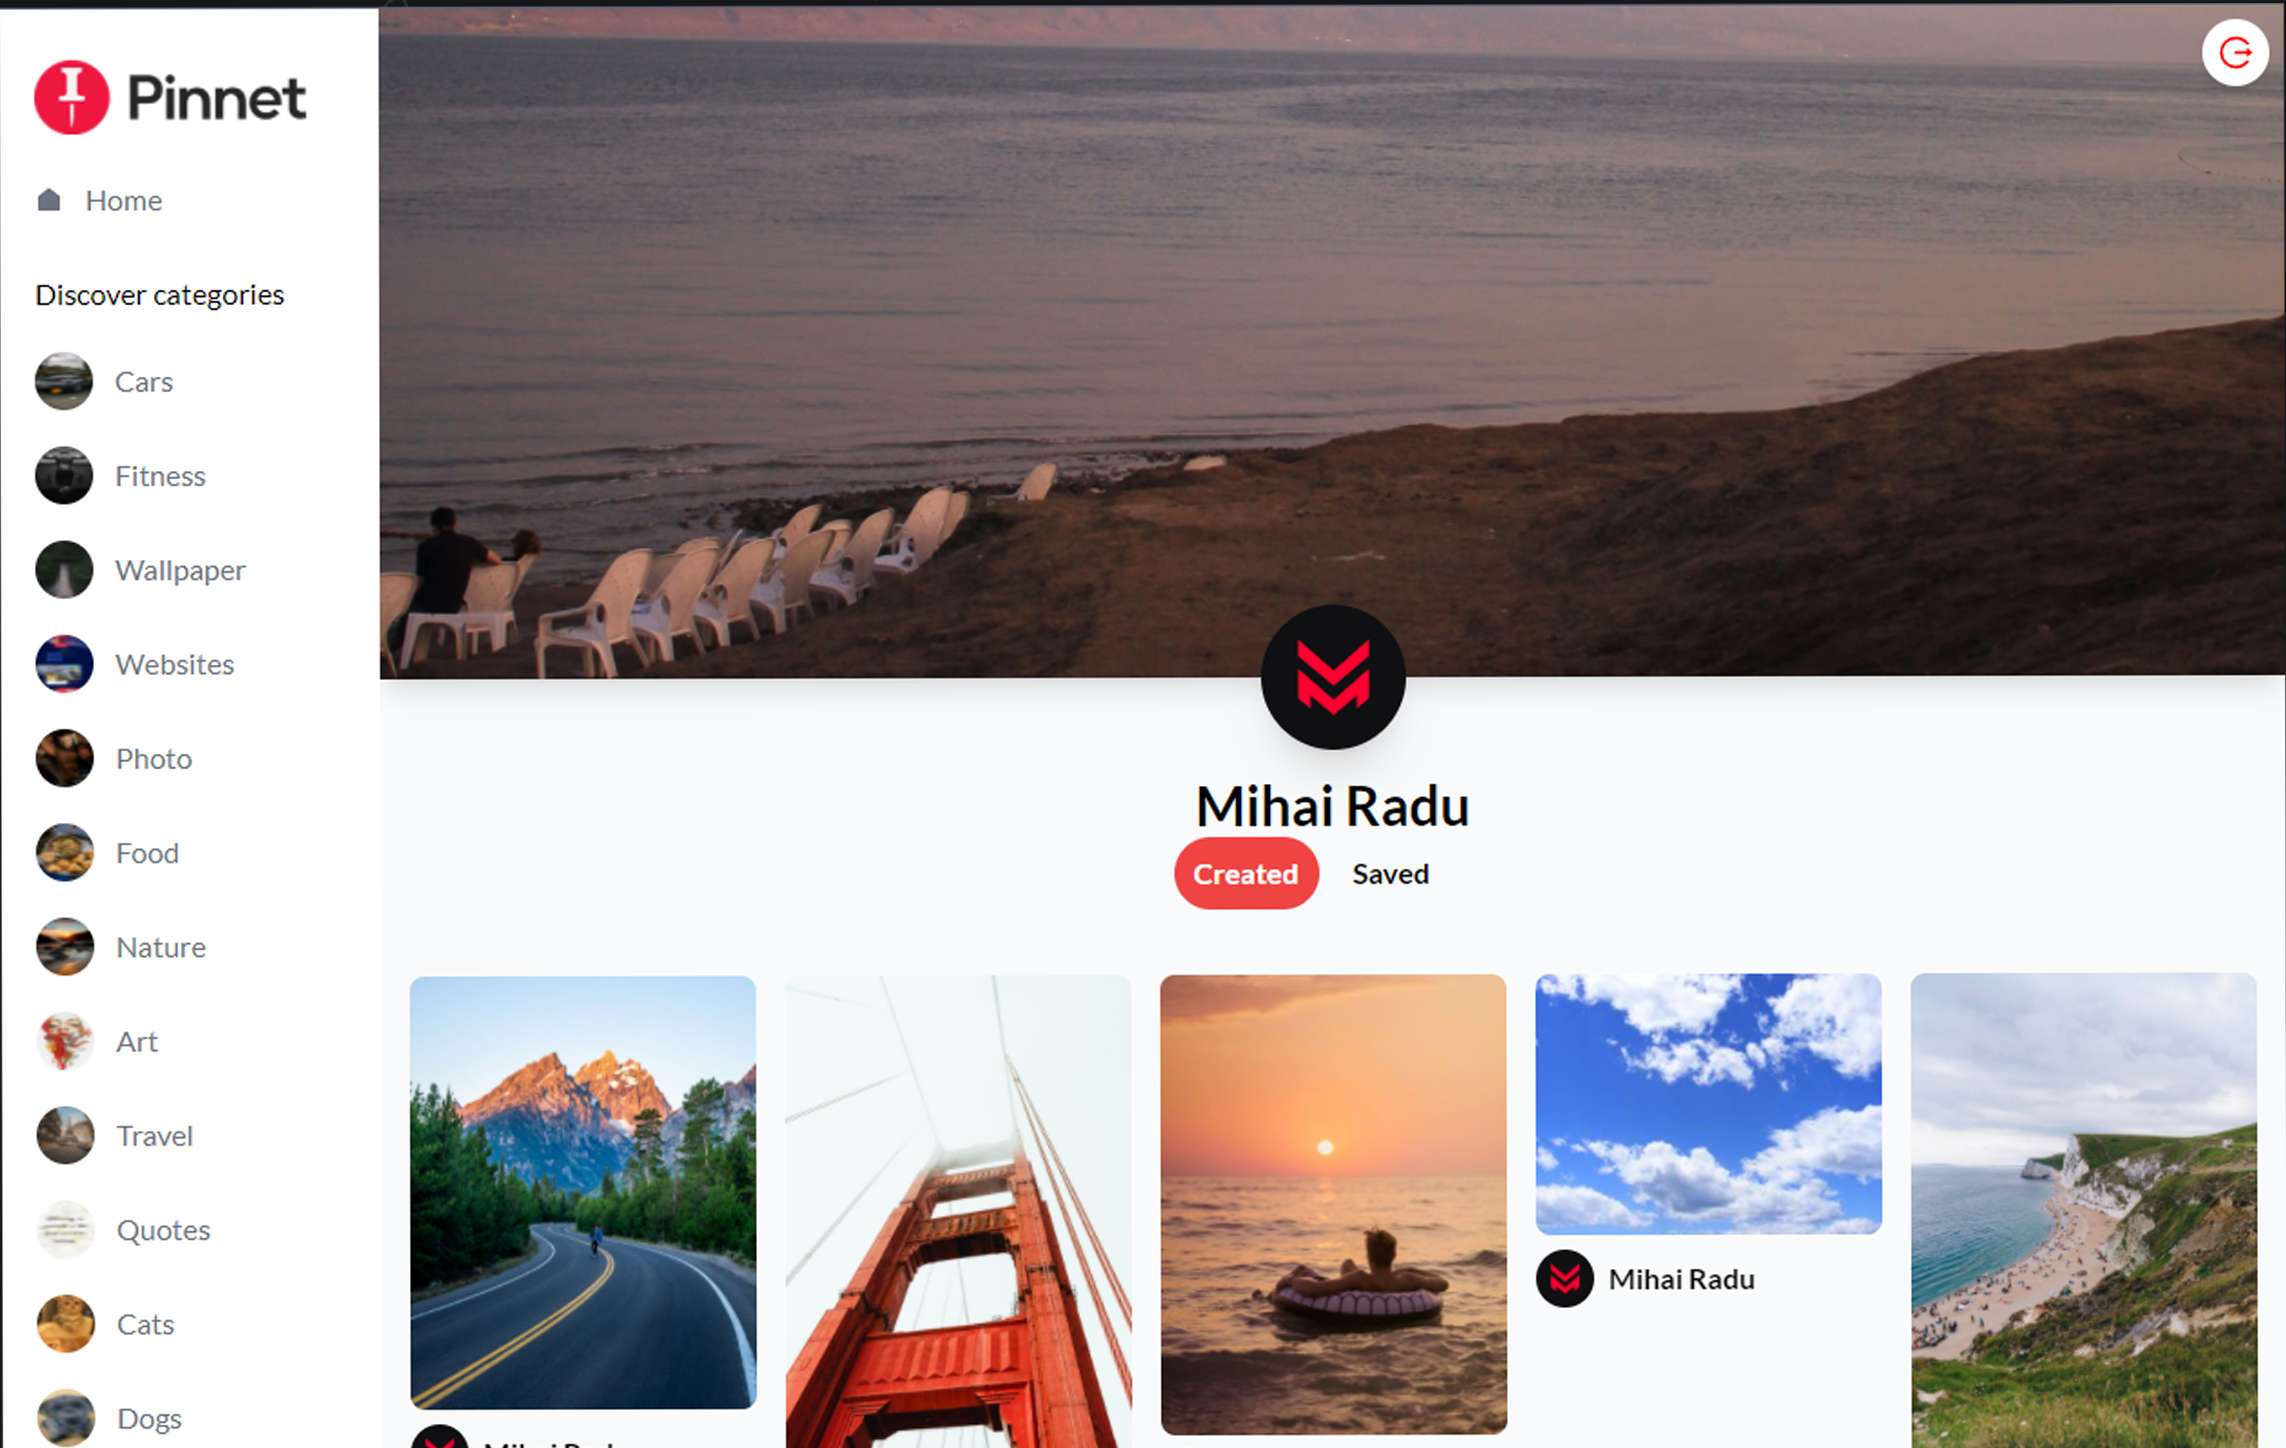 Pinnet
Home
Discover categories
Cars
Fitness
Wallpaper
Websites
Photo
Food
Nature
Art
Travel
Quotes
Cats
Dogs
Mihai Radu
Created
Saved
Mihai Radu